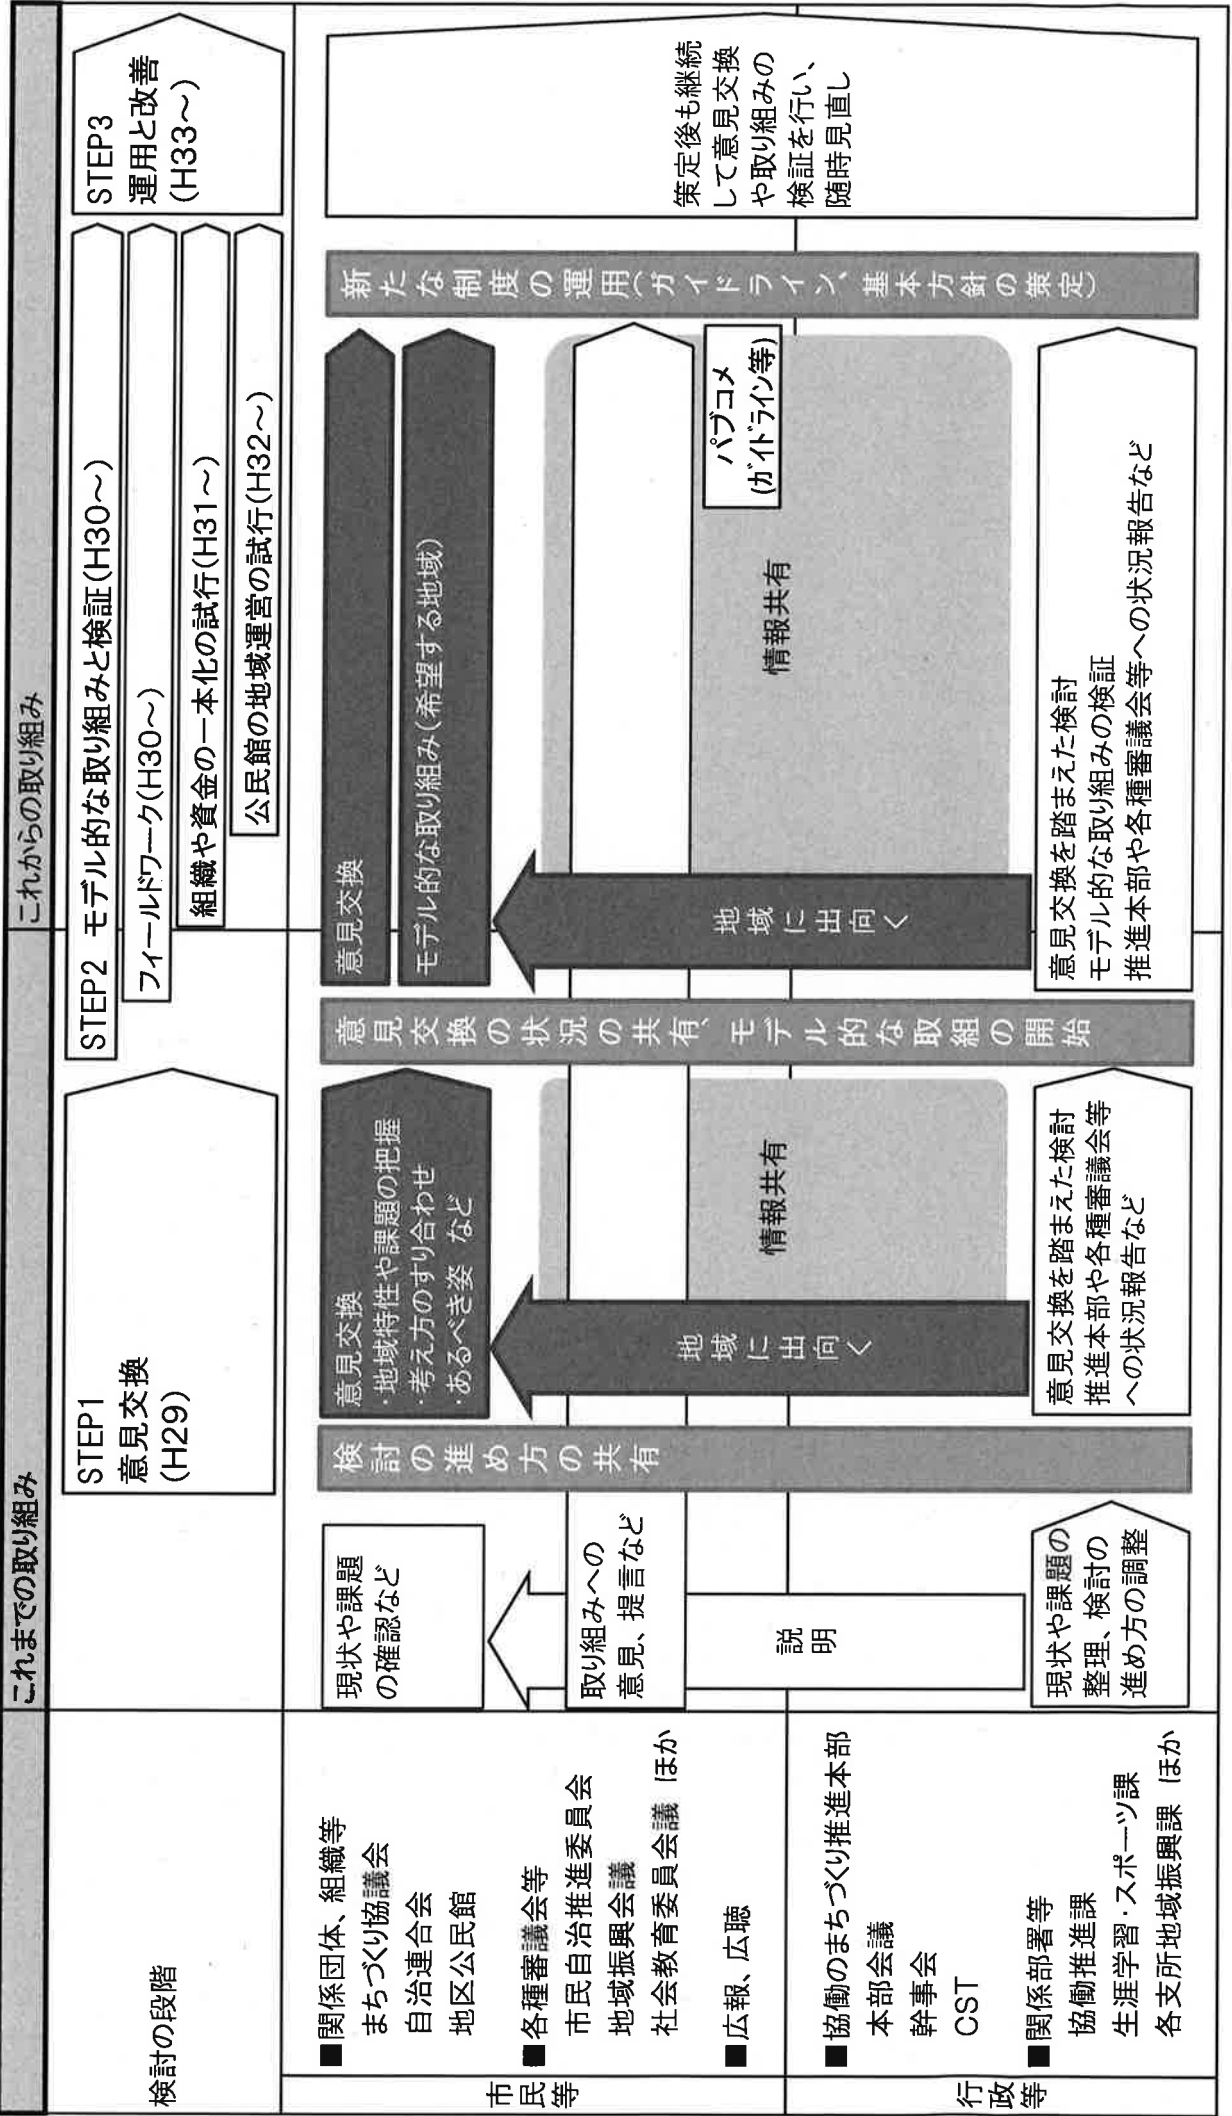 これまでの取り組み
これからの取り組み
検討の段階
STEP1
意見交換
(H29)
STEP2 モデル的な取り組みと検証(H30～)
フィールドワーク(H30～)
組織や資金の一本化の試行(H31～)
公民館の地域運営の試行(H32～)
STEP3
運用と改善
(H33～)
市民等
■関係団体、組織等
まちづくり協議会
自治連合会
地区公民館
■各種審議会等
市民自治推進委員会
地域振興会議
社会教育委員会議 ほか
■広報、広聴
行政等
■協働のまちづくり推進本部
本部会議
幹事会
CST
■関係部署等
協働推進課
生涯学習・スポーツ課
各支所地域振興課 ほか
現状や課題
の確認など
取り組みへの
意見、提言など
説明
現状や課題の
整理、検討の
進め方の調整
検討の進め方の共有
意見交換
・地域特性や課題の把握
・考え方のすり合わせ
・あるべき姿 など
地域に出向く
情報共有
意見交換を踏まえた検討
推進本部や各種審議会等
への状況報告など
意見交換の状況の共有、モデル的な取組の開始
意見交換
モデル的な取り組み(希望する地域)
地域に出向く
情報共有
パブコメ
(ガイドライン等)
意見交換を踏まえた検討
モデル的な取り組みの検証
推進本部や各種審議会等への状況報告など
新たな制度の運用(ガイドライン、基本方針の策定)
策定後も継続
して意見交換
や取り組みの
検証を行い、
随時見直し